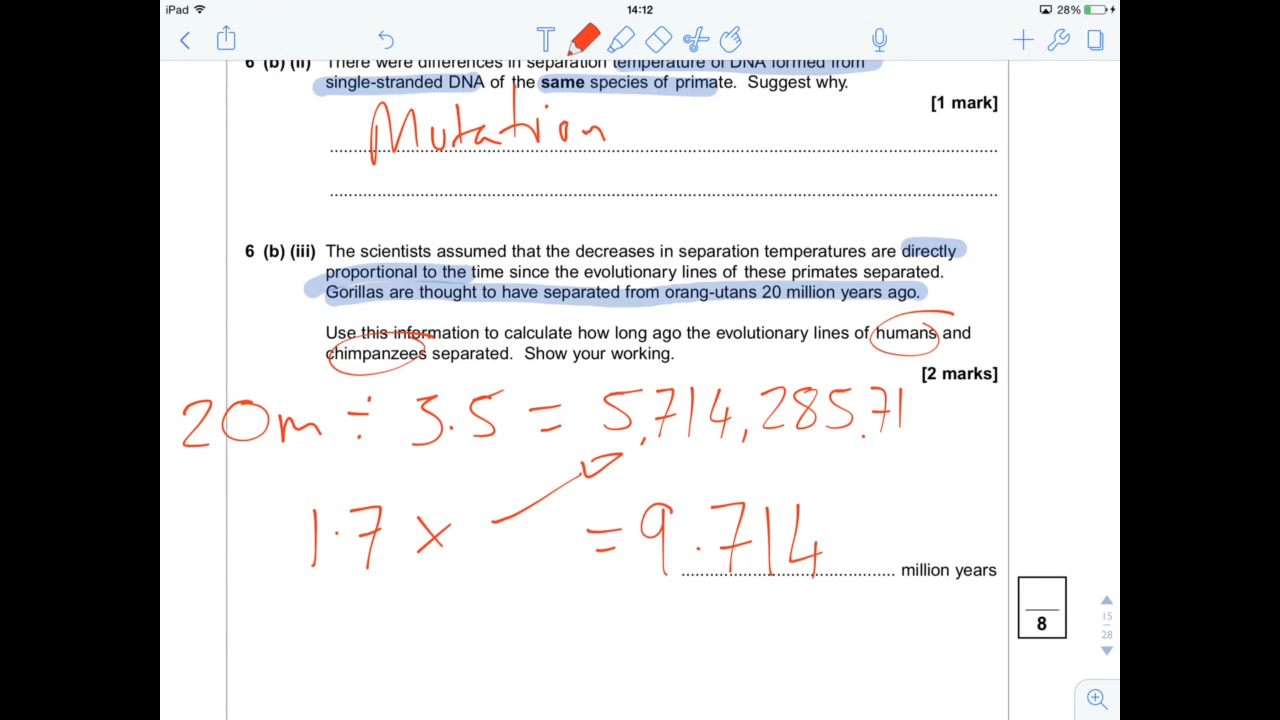 iPad 14:12 28%
6 (b) (ii) There were differences in separation temperature of DNA formed from
single-stranded DNA of the same species of primate. Suggest why.
[1 mark]
Mutation
6 (b) (iii) The scientists assumed that the decreases in separation temperatures are directly
proportional to the time since the evolutionary lines of these primates separated.
Gorillas are thought to have separated from orang-utans 20 million years ago.
Use this information to calculate how long ago the evolutionary lines of humans and
chimpanzees separated. Show your working.
[2 marks]
20m ÷ 3.5 = 5,714,285.71
1.7 × = 9.714
million years
8
15
28